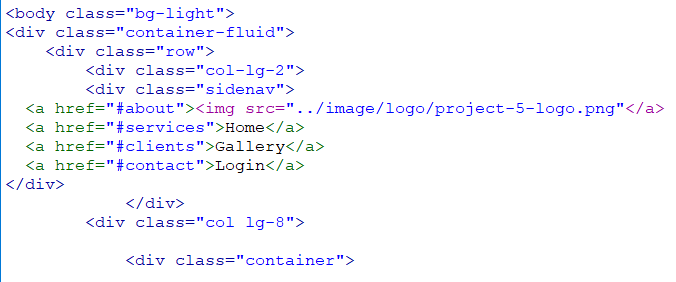 <body class="bg-light">
<div class="container-fluid">
<div class="row">
<div class="col-lg-2">
<div class="sidenav">
<a href="#about"><img src="../image/logo/project-5-logo.png"</a>
<a href="#services">Home</a>
<a href="#clients">Gallery</a>
<a href="#contact">Login</a>
</div>
</div>
<div class="col lg-8">
<div class="container">